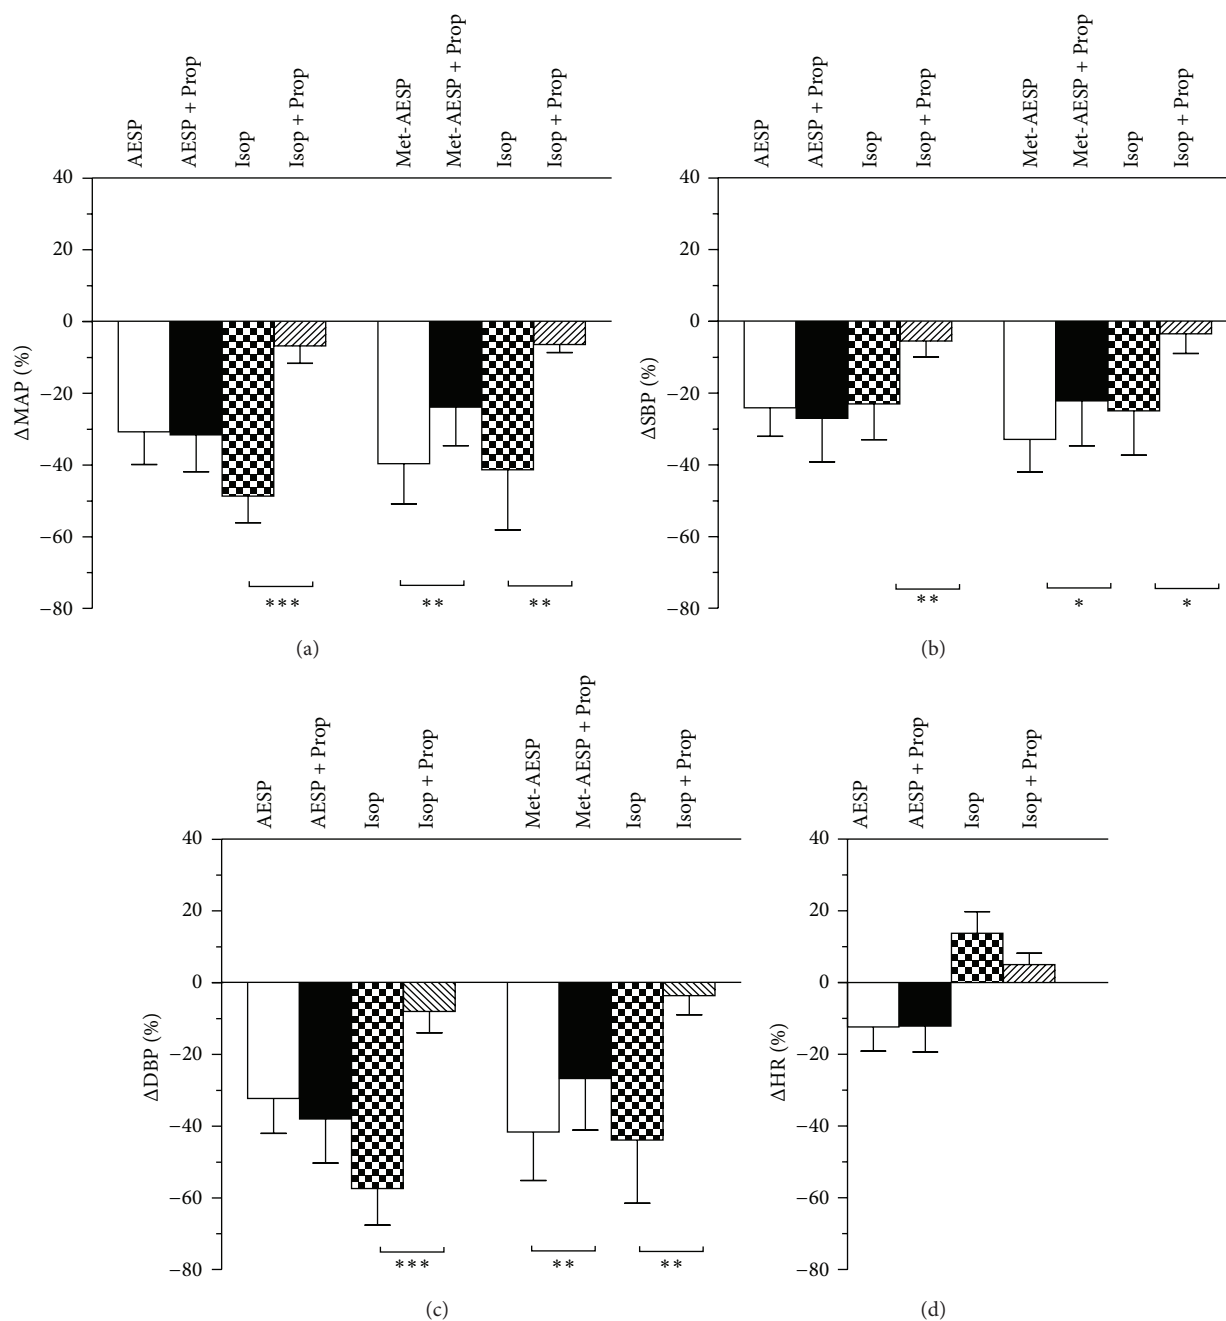 AESP
AESP + Prop
Isop
Isop + Prop
Met-AESP
Met-AESP + Prop
Isop
Isop + Prop
40
20
0
−20
−40
−60
−80
ΔMAP (%)
***
**
**
(a)
AESP
AESP + Prop
Isop
Isop + Prop
Met-AESP
Met-AESP + Prop
Isop
Isop + Prop
40
20
0
−20
−40
−60
−80
ΔSBP (%)
**
*
*
(b)
AESP
AESP + Prop
Isop
Isop + Prop
Met-AESP
Met-AESP + Prop
Isop
Isop + Prop
40
20
0
−20
−40
−60
−80
ΔDBP (%)
***
**
**
(c)
AESP
AESP + Prop
Isop
Isop + Prop
40
20
0
−20
−40
−60
−80
ΔHR (%)
(d)